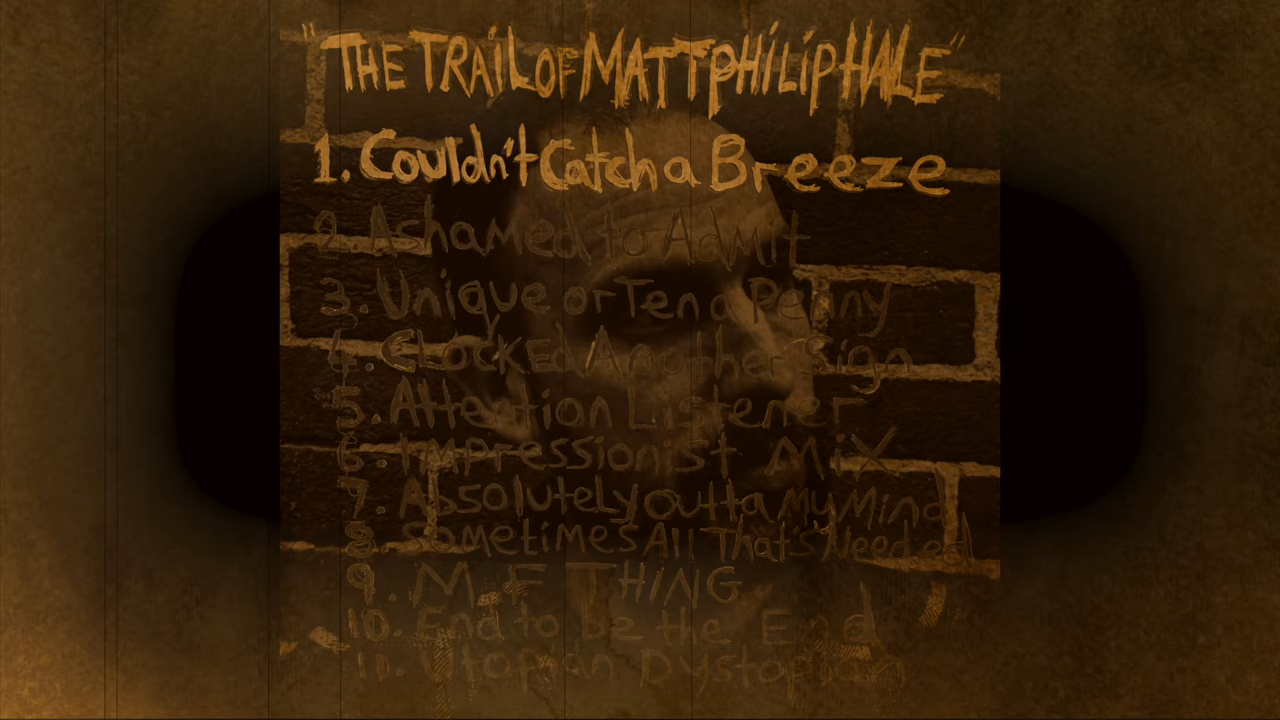 "THE TRAiL OF MATT pHiLip HALE"
1. Couldn't Catch a Breeze
2. Ashamed to Admit
3. Unique or Ten a Penny
4. CLOCKEd Another Sign
5. Attention Listener
6. Impressionist Mix
7. Absolutely outta My Mind
8. Sometimes All That's Needed
9. M.F THiNG
10. End to be the End
11. Utopian Dystopian